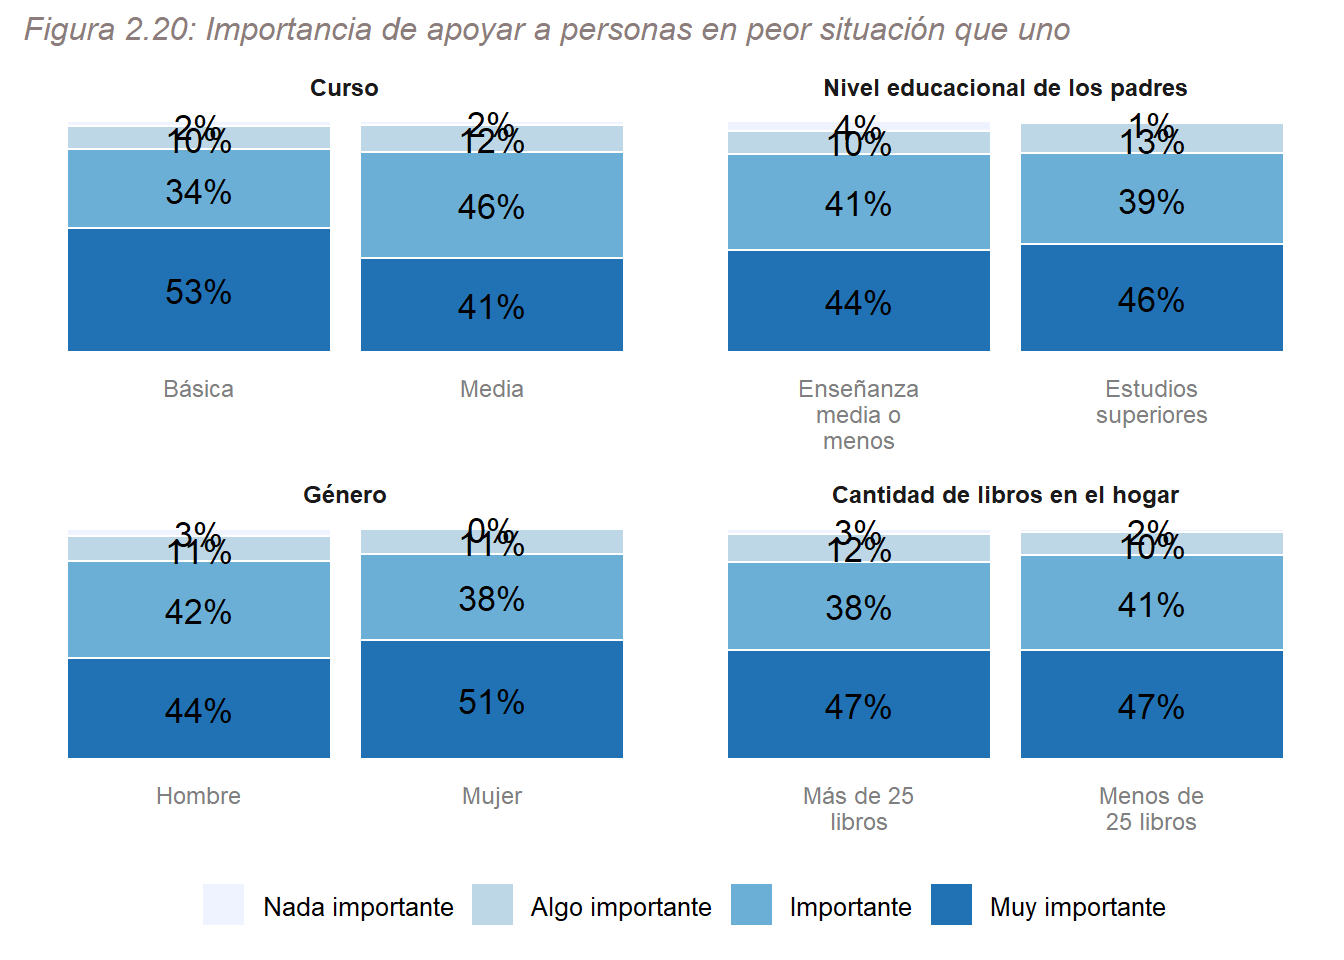 Figura 2.20: Importancia de apoyar a personas en peor situación que uno
Curso
2%
10%
34%
53%
Básica
2%
12%
46%
41%
Media
Nivel educacional de los padres
4%
10%
41%
44%
Enseñanza
media o
menos
1%
13%
39%
46%
Estudios
superiores
Género
3%
11%
42%
44%
Hombre
0%
11%
38%
51%
Mujer
Cantidad de libros en el hogar
3%
12%
38%
47%
Más de 25
libros
2%
10%
41%
47%
Menos de
25 libros
Nada importante
Algo importante
Importante
Muy importante